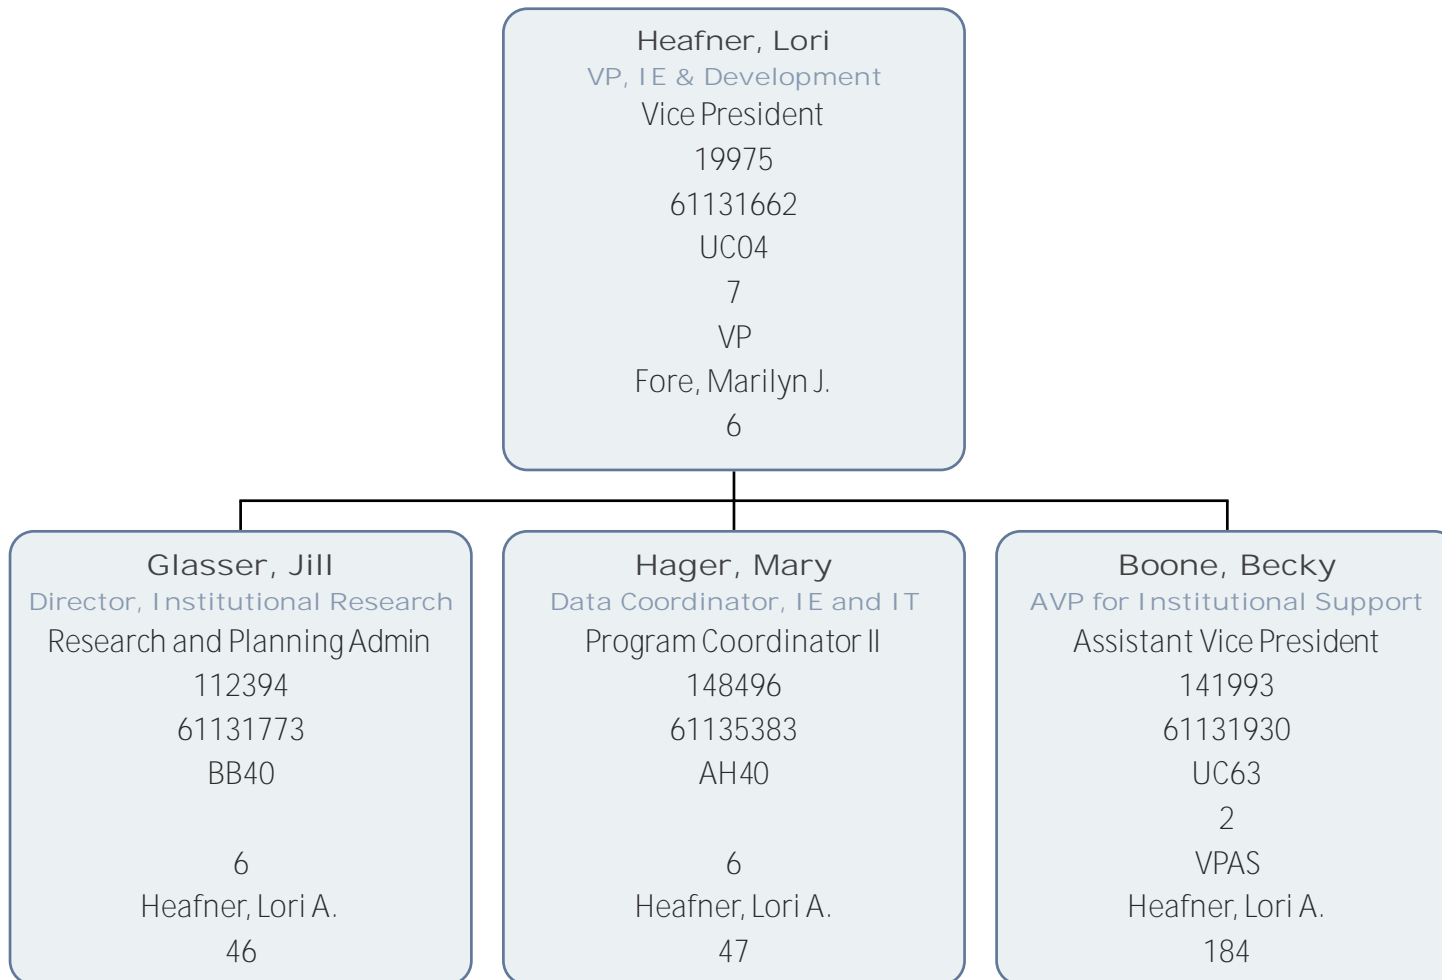 Heafner, Lori
VP, IE & Development
Vice President
19975
61131662
UC04
7
VP
Fore, Marilyn J.
6
Glasser, Jill
Director, Institutional Research
Research and Planning Admin
112394
61131773
BB40
6
Heafner, Lori A.
46
Hager, Mary
Data Coordinator, IE and IT
Program Coordinator II
148496
61135383
AH40
6
Heafner, Lori A.
47
Boone, Becky
AVP for Institutional Support
Assistant Vice President
141993
61131930
UC63
2
VPAS
Heafner, Lori A.
184